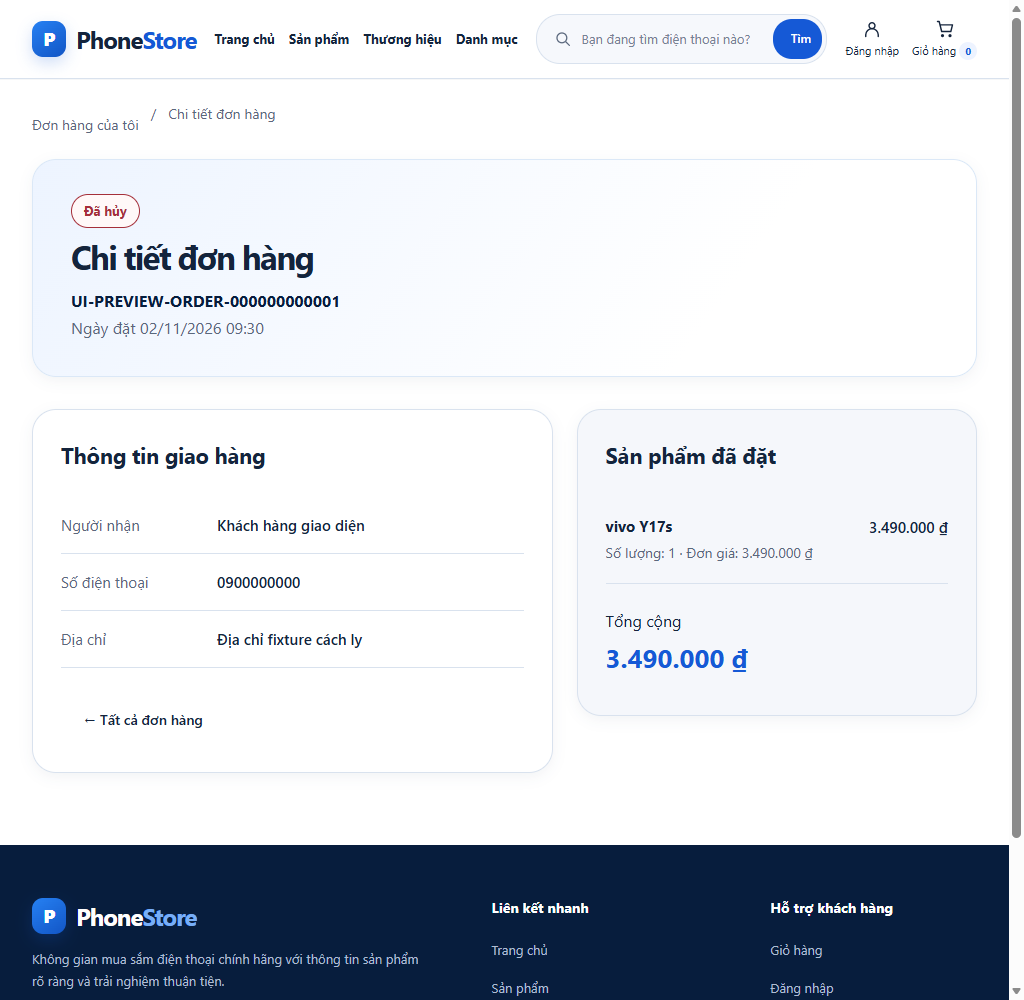 P PhoneStore Trang chủ Sản phẩm Thương hiệu Danh mục Bạn đang tìm điện thoại nào? Tìm Đăng nhập Giỏ hàng 0
Đơn hàng của tôi / Chi tiết đơn hàng
Đã hủy
Chi tiết đơn hàng
UI-PREVIEW-ORDER-000000000001
Ngày đặt 02/11/2026 09:30
Thông tin giao hàng
Người nhận Khách hàng giao diện
Số điện thoại 0900000000
Địa chỉ Địa chỉ fixture cách ly
← Tất cả đơn hàng
Sản phẩm đã đặt
vivo Y17s 3.490.000 ₫
Số lượng: 1 · Đơn giá: 3.490.000 ₫
Tổng cộng
3.490.000 ₫
P PhoneStore
Không gian mua sắm điện thoại chính hãng với thông tin sản phẩm
rõ ràng và trải nghiệm thuận tiện.
Liên kết nhanh
Trang chủ
Sản phẩm
Hỗ trợ khách hàng
Giỏ hàng
Đăng nhập